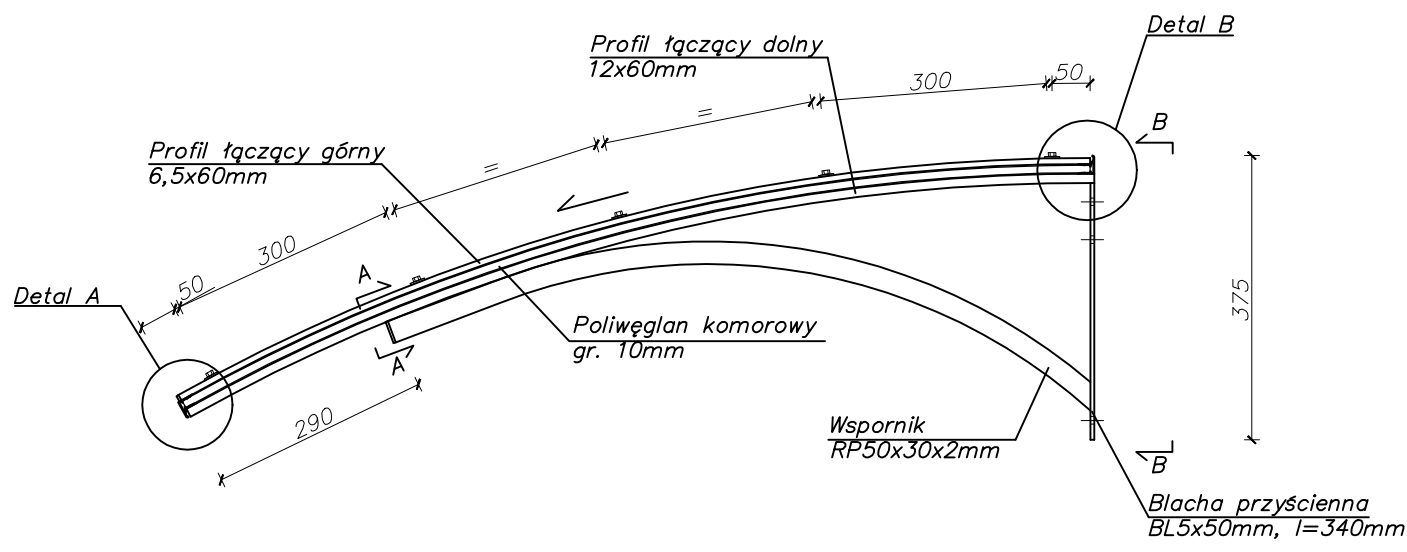 Detal B
Profil łączący dolny
12x60mm
300
50
=
B
Profil łączący górny
6,5x60mm
=
300
50
A
Detal A
375
Poliwęglan komorowy
gr. 10mm
A
290
Wspornik
RP50x30x2mm
B
Blacha przyścienna
BL5x50mm, l=340mm